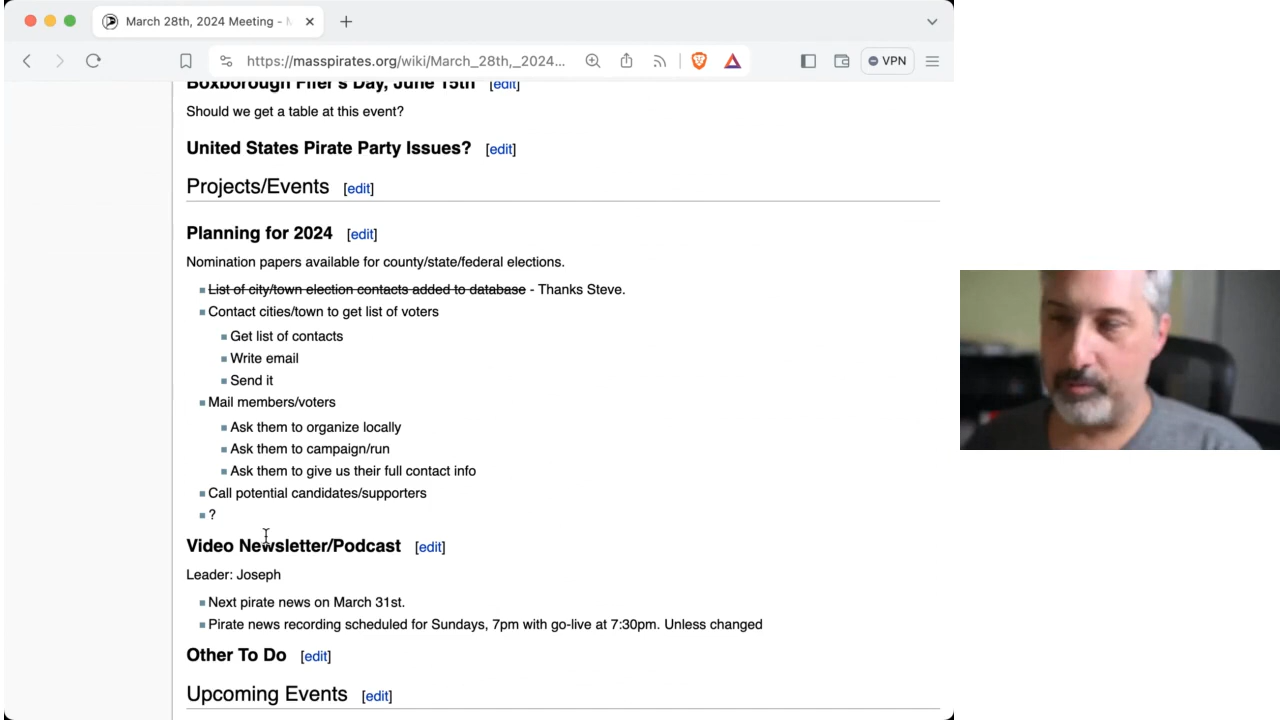 March 28th, 2024 Meeting -
https://masspirates.org/wiki/March_28th,_2024...
VPN
Boxborough Fifer's Day, June 15th [edit]
Should we get a table at this event?
United States Pirate Party Issues? [edit]
Projects/Events [edit]
Planning for 2024 [edit]
Nomination papers available for county/state/federal elections.
List of city/town election contacts added to database - Thanks Steve.
Contact cities/town to get list of voters
Get list of contacts
Write email
Send it
Mail members/voters
Ask them to organize locally
Ask them to campaign/run
Ask them to give us their full contact info
Call potential candidates/supporters
?
Video Newsletter/Podcast [edit]
Leader: Joseph
Next pirate news on March 31st.
Pirate news recording scheduled for Sundays, 7pm with go-live at 7:30pm. Unless changed
Other To Do [edit]
Upcoming Events [edit]